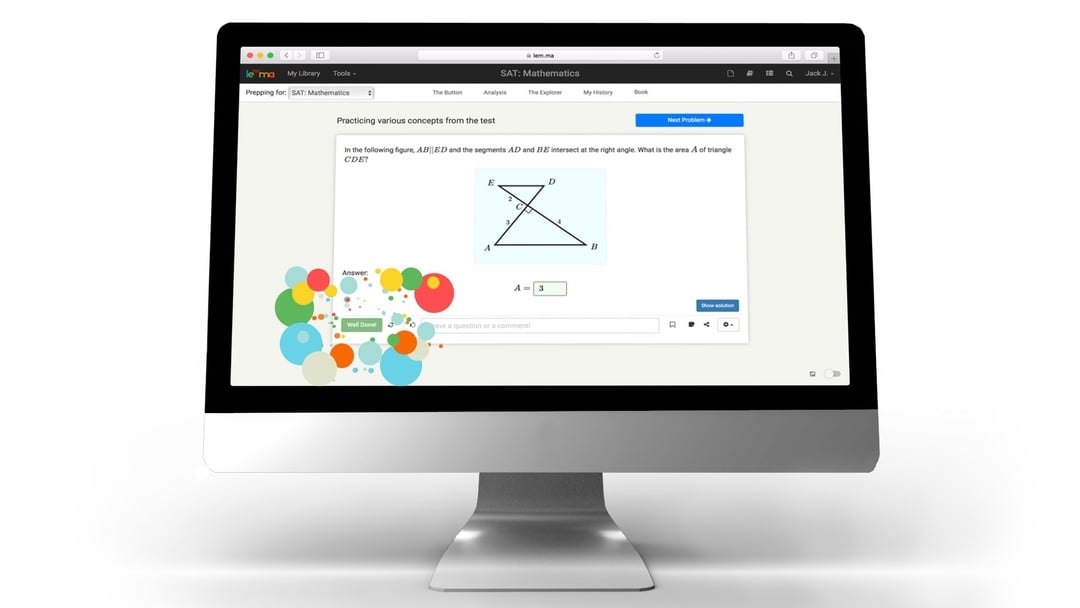 lem.ma
lemma My Library Tools SAT: Mathematics Jack J.
Prepping for: SAT: Mathematics The Button Analysis The Explorer My History Book
Practicing various concepts from the test Next Problem
In the following figure, AB||ED and the segments AD and BE intersect at the right angle. What is the area A of triangle
CDE?
E D
2
C
3 4
A B
Answer:
A = 3
Show solution
Well Done! a question or a comment!